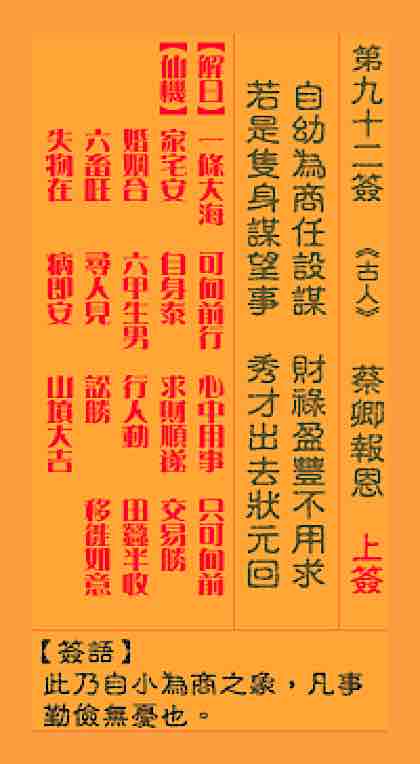 第九十二簽 《古人》 蔡卿報恩 上簽
自幼為商任設謀 財祿盈豐不用求
若是隻身謀望事 秀才出去狀元回
【解曰】一條大海 可向前行 心中用事 只可向前
【仙機】家宅安 自身泰 求財順遂 交易勝
婚姻合 六甲生男 行人動 田蠶半收
六畜旺 尋人見 訟勝 移徙如意
失物在 病即安 山墳大吉
【簽語】
此乃自小為商之象，凡事
勤儉無憂也。